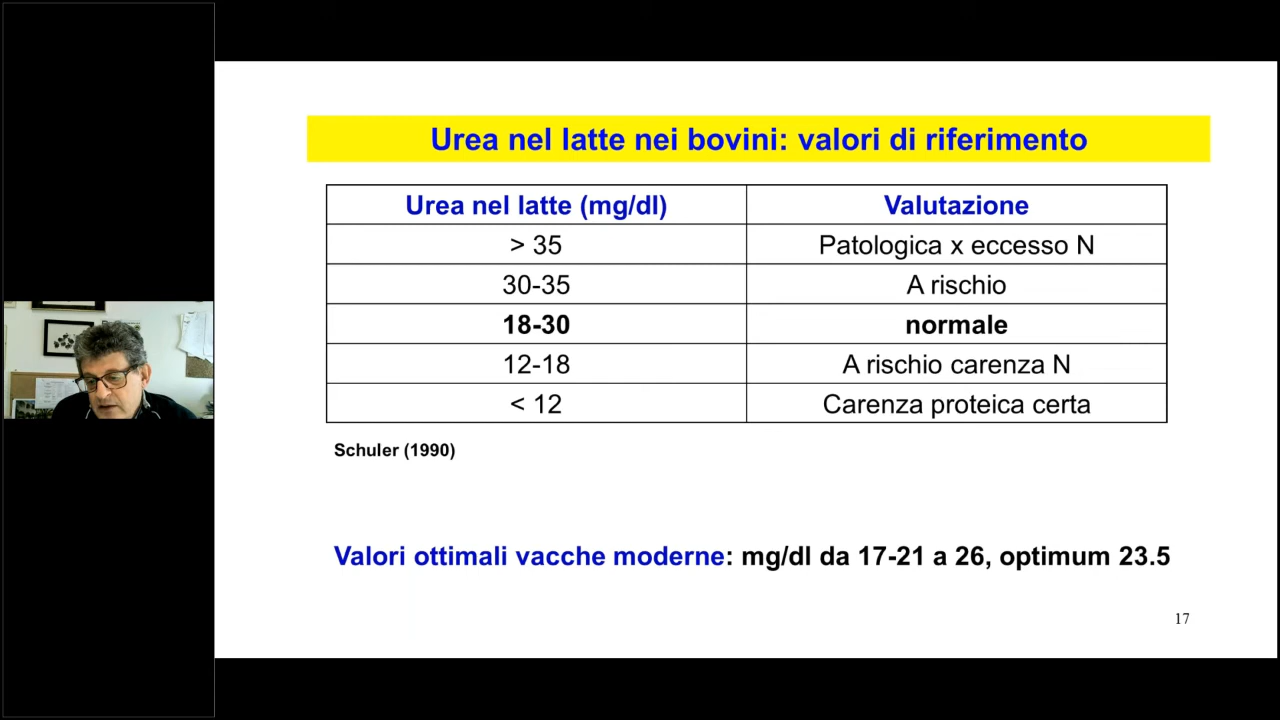 Urea nel latte nei bovini: valori di riferimento
Urea nel latte (mg/dl) Valutazione
> 35 Patologica x eccesso N
30-35 A rischio
18-30 normale
12-18 A rischio carenza N
< 12 Carenza proteica certa
Schuler (1990)
Valori ottimali vacche moderne: mg/dl da 17-21 a 26, optimum 23.5
17